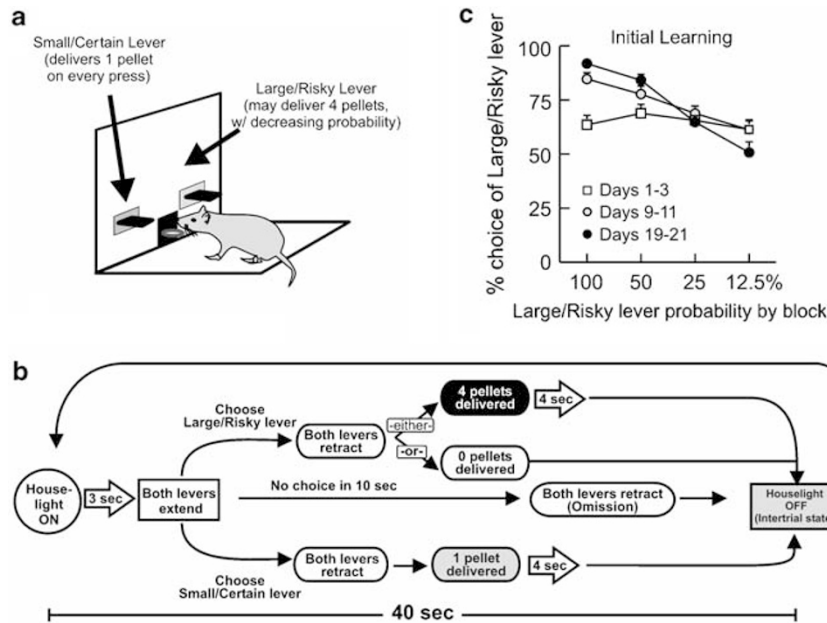 a
Small/Certain Lever
(delivers 1 pellet
on every press)
Large/Risky Lever
(may deliver 4 pellets,
w/ decreasing probability)
c
Initial Learning
% choice of Large/Risky lever
100
75
50
25
0
Days 1-3
Days 9-11
Days 19-21
100 50 25 12.5%
Large/Risky lever probability by block
b
House-
light
ON
3 sec
Both levers
extend
Choose
Large/Risky lever
Both levers
retract
-either-
-or-
4 pellets
delivered
4 sec
0 pellets
delivered
No choice in 10 sec
Both levers retract
(Omission)
Houselight
OFF
(Intertrial state)
Choose
Small/Certain lever
Both levers
retract
1 pellet
delivered
4 sec
40 sec